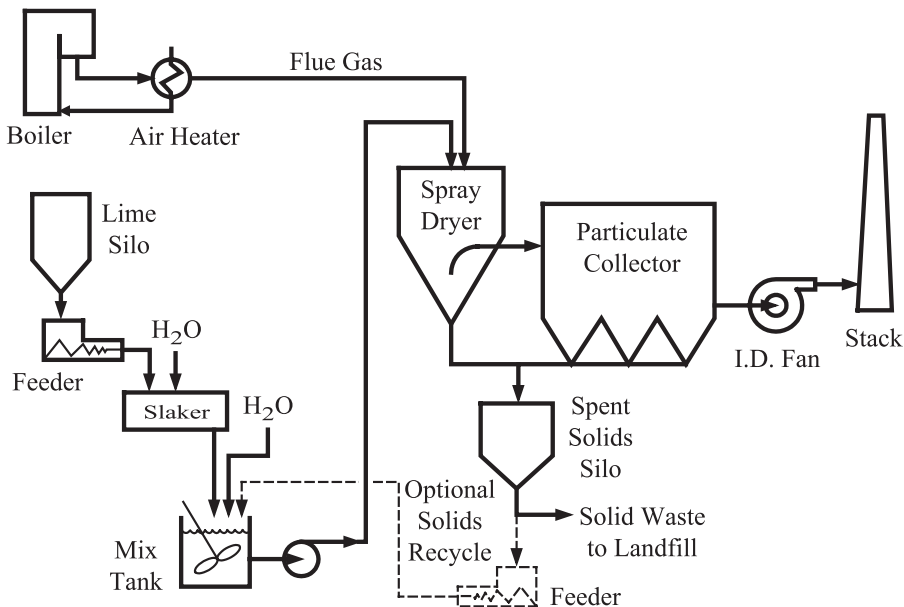 Flue Gas
Boiler
Air Heater
Spray
Dryer
Particulate
Collector
Lime
Silo
H2O
Feeder
I.D. Fan
Stack
Slaker
H2O
Spent
Solids
Silo
Optional
Solids
Recycle
Solid Waste
to Landfill
Mix
Tank
Feeder